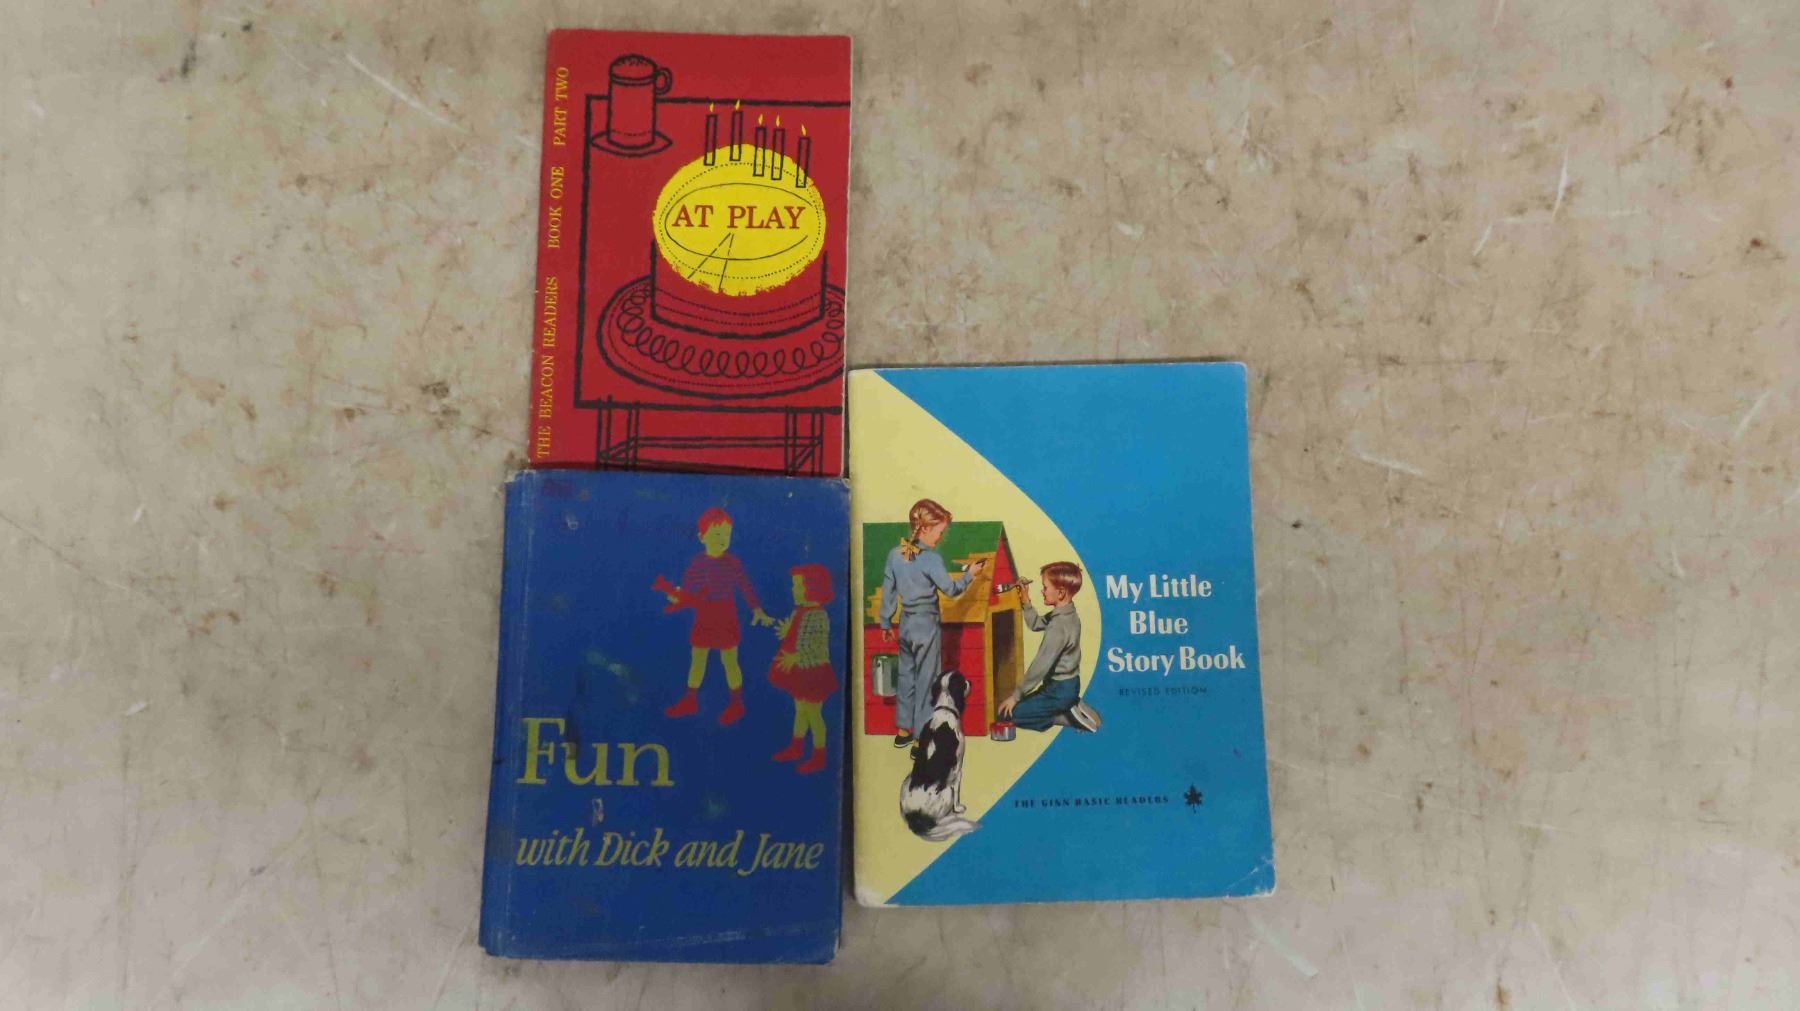 THE BEACON READERS BOOK ONE PART TWO
AT PLAY
Fun
with Dick and Jane
My Little
Blue
Story Book
REVISED EDITION
THE GINN BASIC READERS